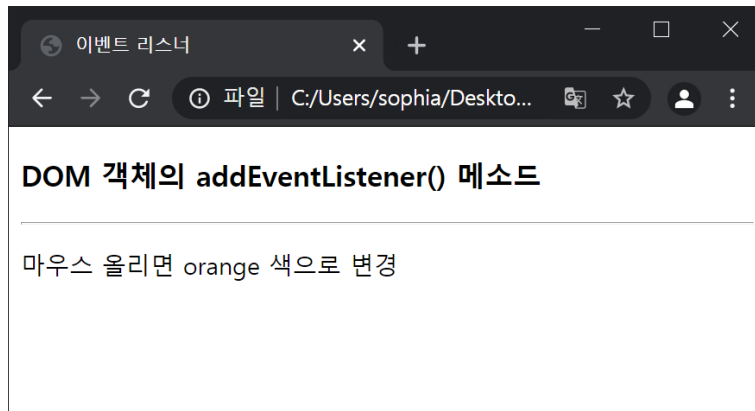 이벤트 리스너
파일 | C:/Users/sophia/Deskto...
DOM 객체의 addEventListener() 메소드
마우스 올리면 orange 색으로 변경